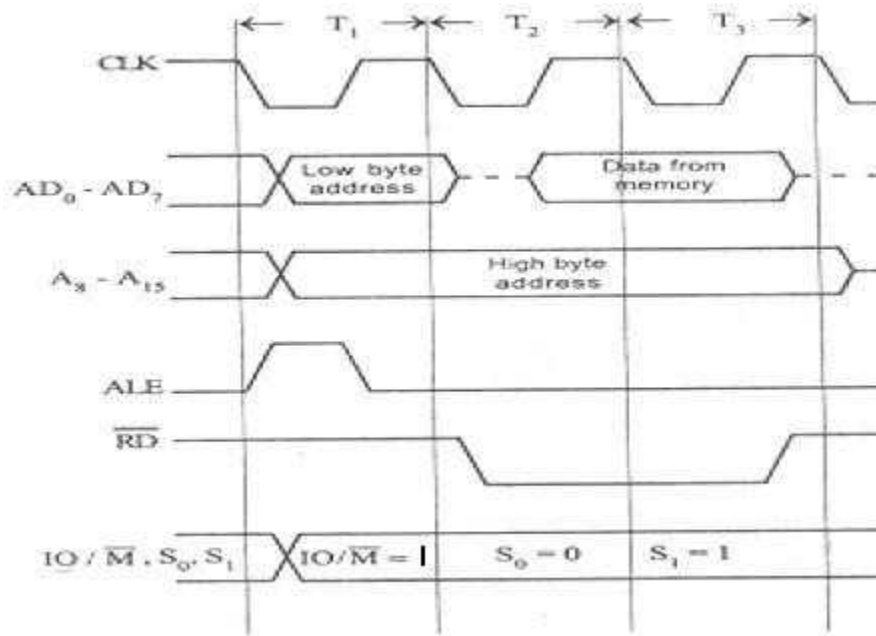 T₁ T₂ T₃
CLK
AD₀ - AD₇ Low byte address Data from memory
A₈ - A₁₅ High byte address
ALE
R̅D̅
IO / M̅ , S₀, S₁ IO/M̅ = 1 S₀ = 0 S₁ = 1